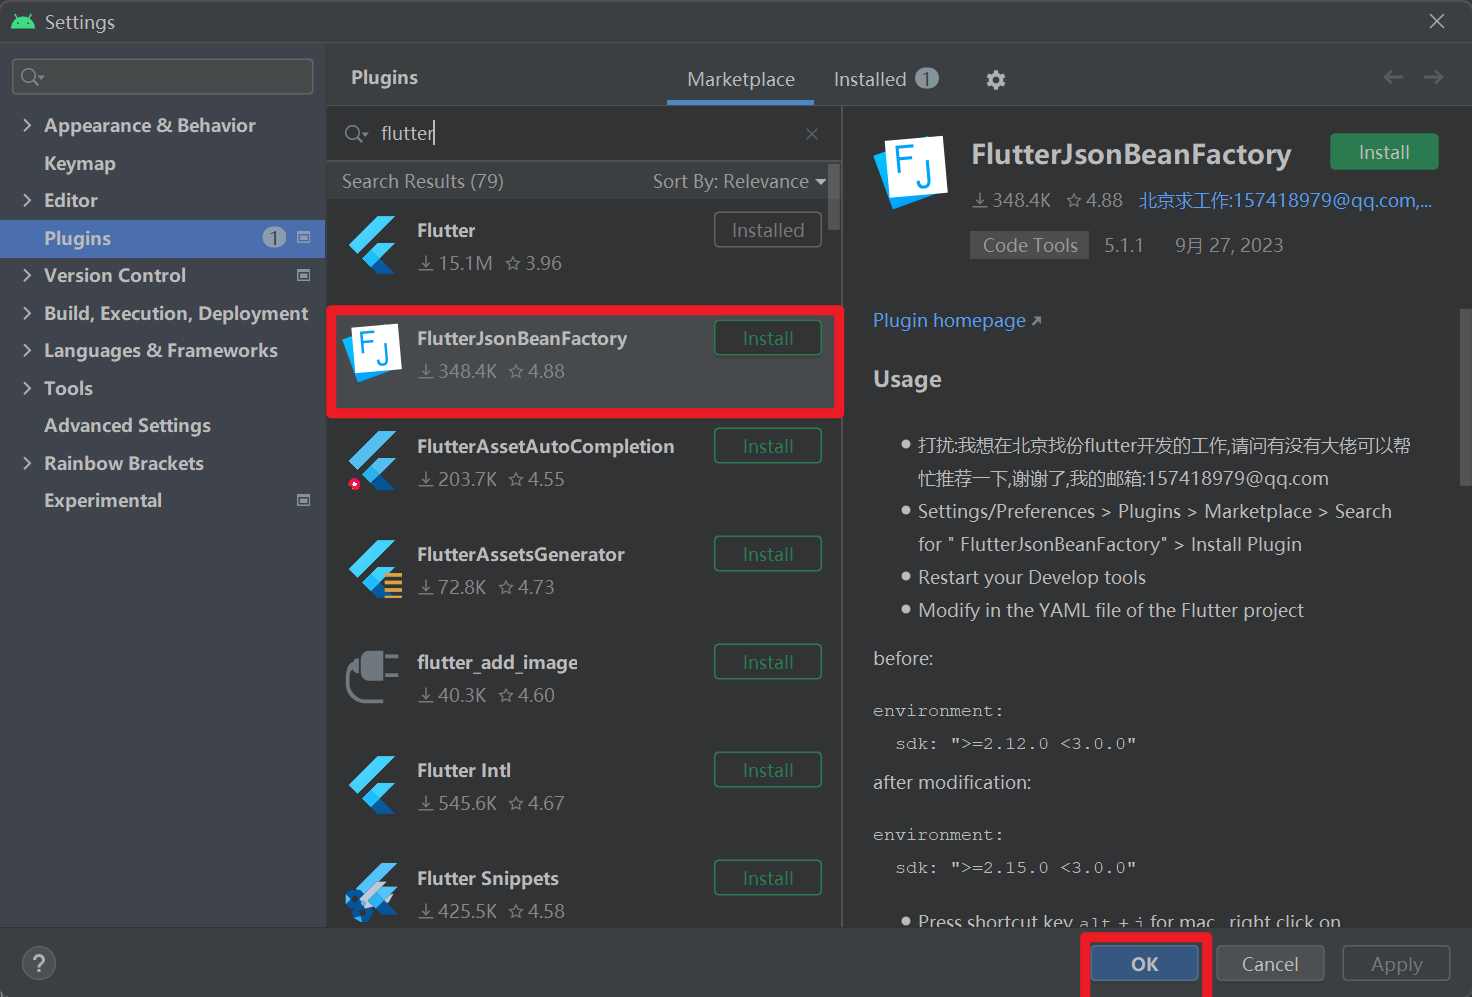 Settings
Appearance & Behavior
Keymap
Editor
Plugins 1
Version Control
Build, Execution, Deployment
Languages & Frameworks
Tools
Advanced Settings
Rainbow Brackets
Experimental
Plugins Marketplace Installed 1
flutter
Search Results (79) Sort By: Relevance
Flutter Installed
15.1M 3.96
FlutterJsonBeanFactory Install
348.4K 4.88
FlutterAssetAutoCompletion Install
203.7K 4.55
FlutterAssetsGenerator Install
72.8K 4.73
flutter_add_image Install
40.3K 4.60
Flutter Intl Install
545.6K 4.67
Flutter Snippets Install
425.5K 4.58
FJ
FlutterJsonBeanFactory Install
348.4K 4.88 北京求工作:157418979@qq.com,...
Code Tools 5.1.1 9月 27, 2023
Plugin homepage
Usage
打扰:我想在北京找份flutter开发的工作,请问有没有大佬可以帮
忙推荐一下,谢谢了,我的邮箱:157418979@qq.com
Settings/Preferences > Plugins > Marketplace > Search
for " FlutterJsonBeanFactory" > Install Plugin
Restart your Develop tools
Modify in the YAML file of the Flutter project
before:
environment:
sdk: ">=2.12.0 <3.0.0"
after modification:
environment:
sdk: ">=2.15.0 <3.0.0"
Press shortcut key alt + j for mac , right click on
? OK Cancel Apply